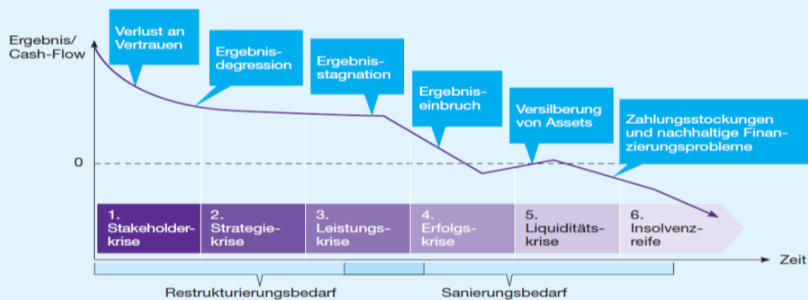 Ergebnis/
Cash-Flow
Verlust an
Vertrauen
Ergebnis-
degression
Ergebnis-
stagnation
Ergebnis-
einbruch
Versilberung
von Assets
Zahlungsstockungen
und nachhaltige Finan-
zierungsprobleme
0
1.
Stakeholder-
krise
2.
Strategie-
krise
3.
Leistungs-
krise
4.
Erfolgs-
krise
5.
Liquiditäts-
krise
6.
Insolvenz-
reife
Zeit
Restrukturierungsbedarf
Sanierungsbedarf